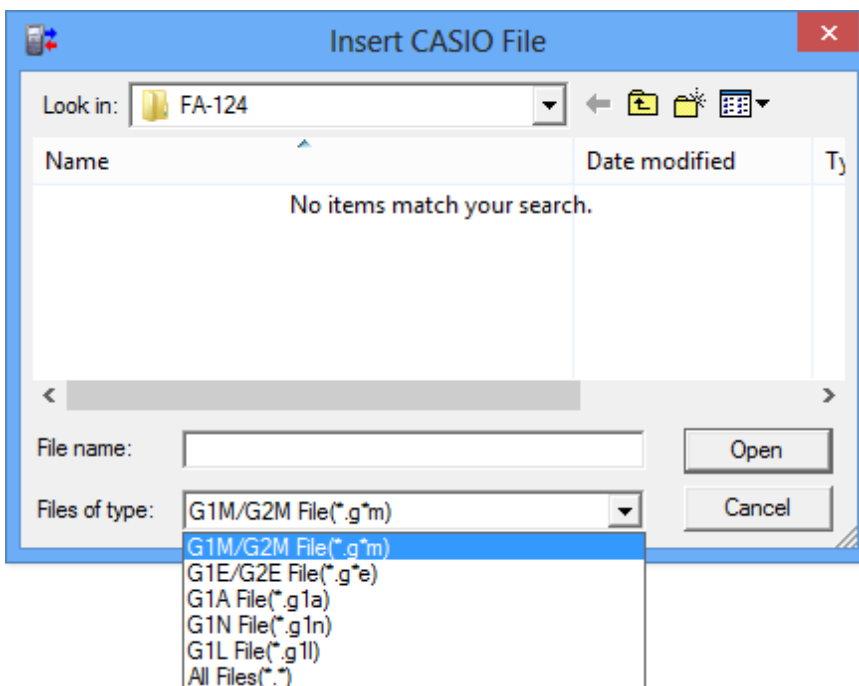 Insert CASIO File
Look in: FA-124
Name Date modified Ty
No items match your search.
File name: Open
Files of type: G1M/G2M File(*.g*m) Cancel
G1M/G2M File(*.g*m)
G1E/G2E File(*.g*e)
G1A File(*.g1a)
G1N File(*.g1n)
G1L File(*.g1l)
All Files(*.*)